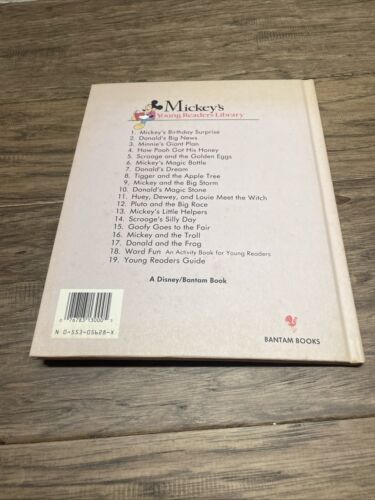 Mickey's
Young Readers Library
1. Mickey's Birthday Surprise
2. Donald's Big News
3. Minnie's Giant Plan
4. How Pooh Got His Honey
5. Scrooge and the Golden Eggs
6. Mickey's Magic Bottle
7. Donald's Dream
8. Tigger and the Apple Tree
9. Mickey and the Big Storm
10. Donald's Magic Stone
11. Huey, Dewey, and Louie Meet the Witch
12. Pluto and the Big Race
13. Mickey's Little Helpers
14. Scrooge's Silly Day
15. Goofy Goes to the Fair
16. Mickey and the Troll
17. Donald and the Frog
18. Word Fun An Activity Book for Young Readers
19. Young Readers Guide
A Disney/Bantam Book
BANTAM BOOKS
N 0-553-05628-X